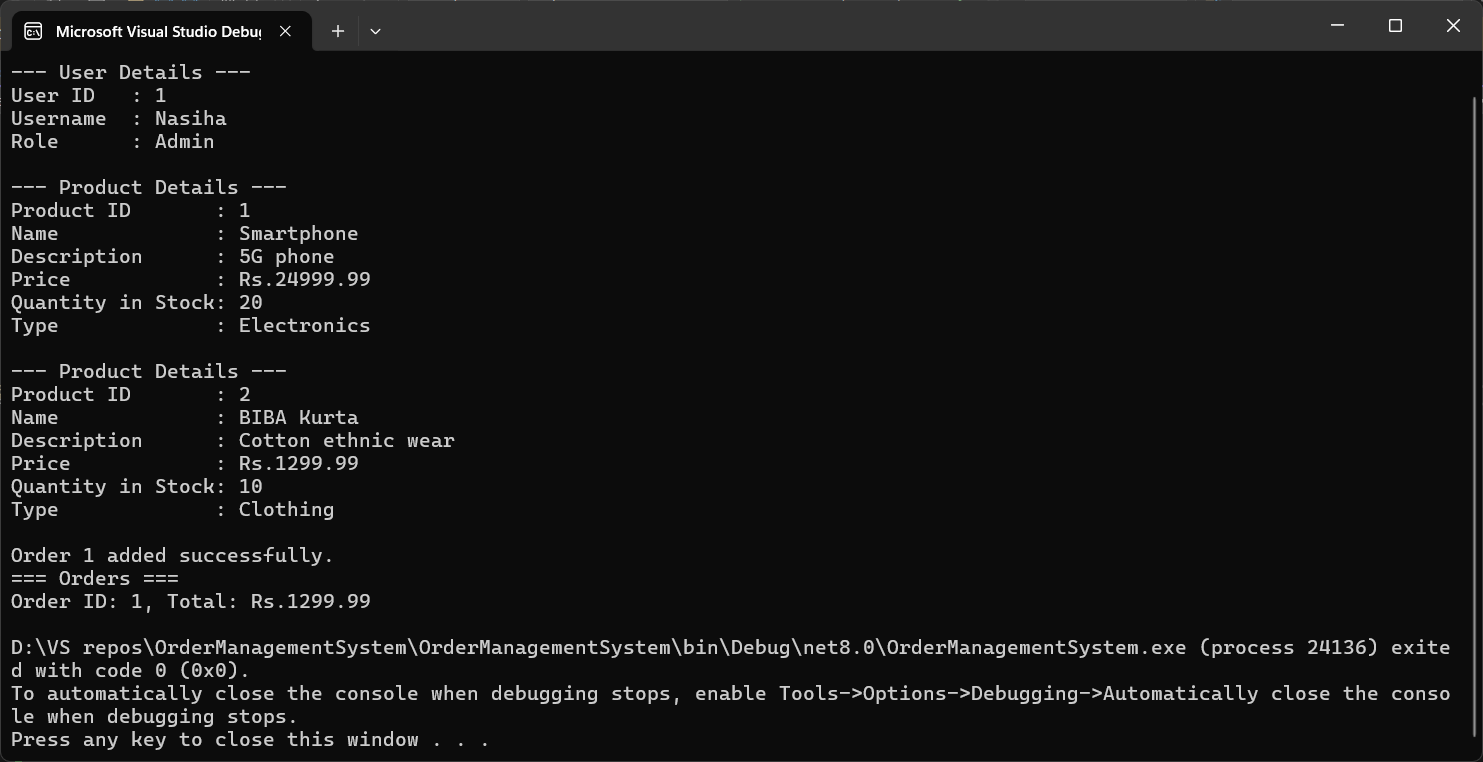 Microsoft Visual Studio Debu
--- User Details ---
User ID   : 1
Username  : Nasiha
Role      : Admin

--- Product Details ---
Product ID       : 1
Name             : Smartphone
Description      : 5G phone
Price            : Rs.24999.99
Quantity in Stock: 20
Type             : Electronics

--- Product Details ---
Product ID       : 2
Name             : BIBA Kurta
Description      : Cotton ethnic wear
Price            : Rs.1299.99
Quantity in Stock: 10
Type             : Clothing

Order 1 added successfully.
=== Orders ===
Order ID: 1, Total: Rs.1299.99

D:\VS repos\OrderManagementSystem\OrderManagementSystem\bin\Debug\net8.0\OrderManagementSystem.exe (process 24136) exite
d with code 0 (0x0).
To automatically close the console when debugging stops, enable Tools->Options->Debugging->Automatically close the conso
le when debugging stops.
Press any key to close this window . . .